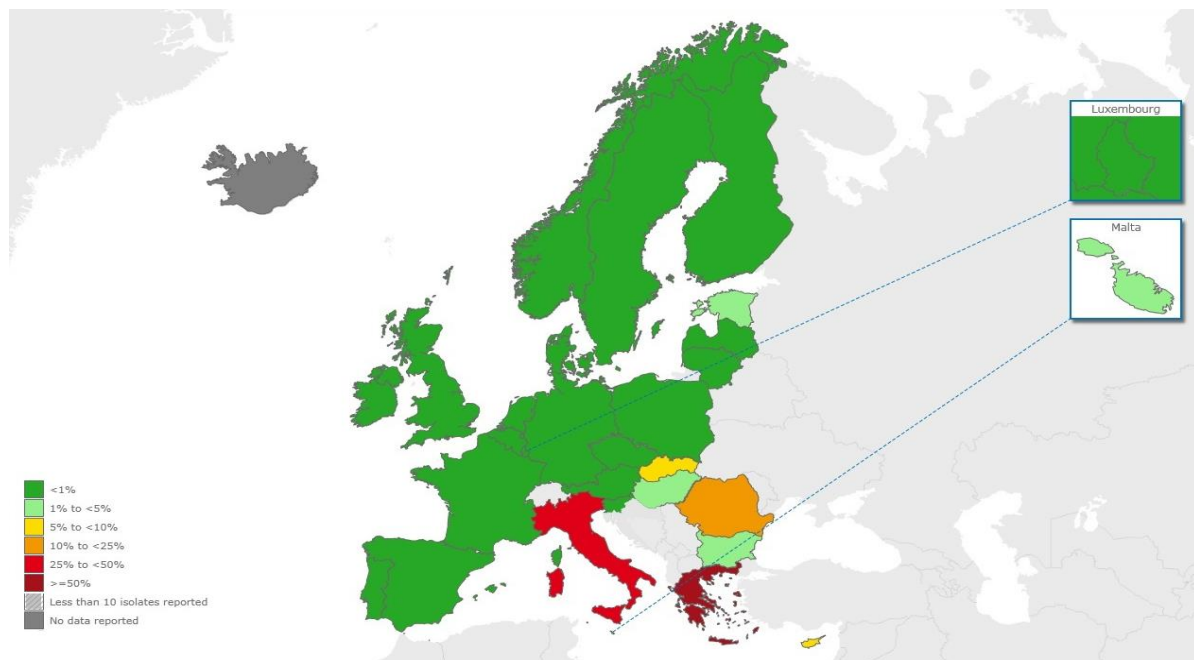 Luxembourg
Malta
<1%
1% to <5%
5% to <10%
10% to <25%
25% to <50%
>=50%
Less than 10 isolates reported
No data reported